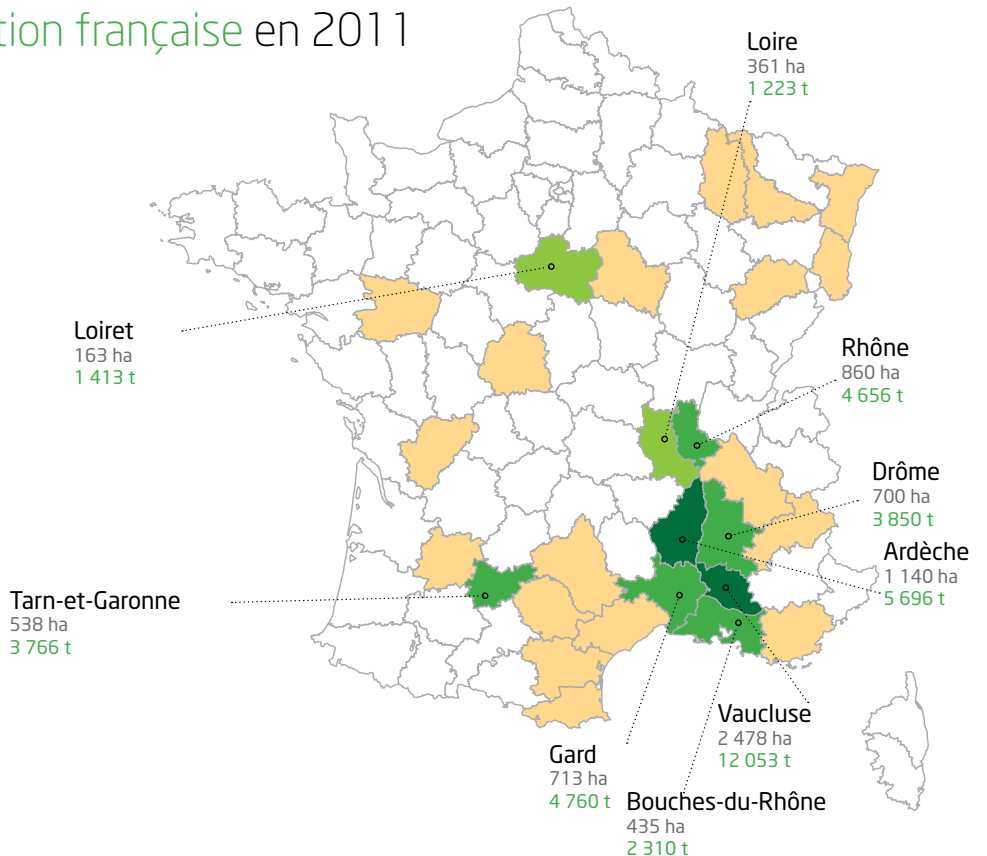 tion française en 2011
Loire
361 ha
1 223 t
Loiret
163 ha
1 413 t
Rhône
860 ha
4 656 t
Drôme
700 ha
3 850 t
Ardèche
1 140 ha
5 696 t
Tarn-et-Garonne
538 ha
3 766 t
Vaucluse
2 478 ha
12 053 t
Gard
713 ha
4 760 t
Bouches-du-Rhône
435 ha
2 310 t